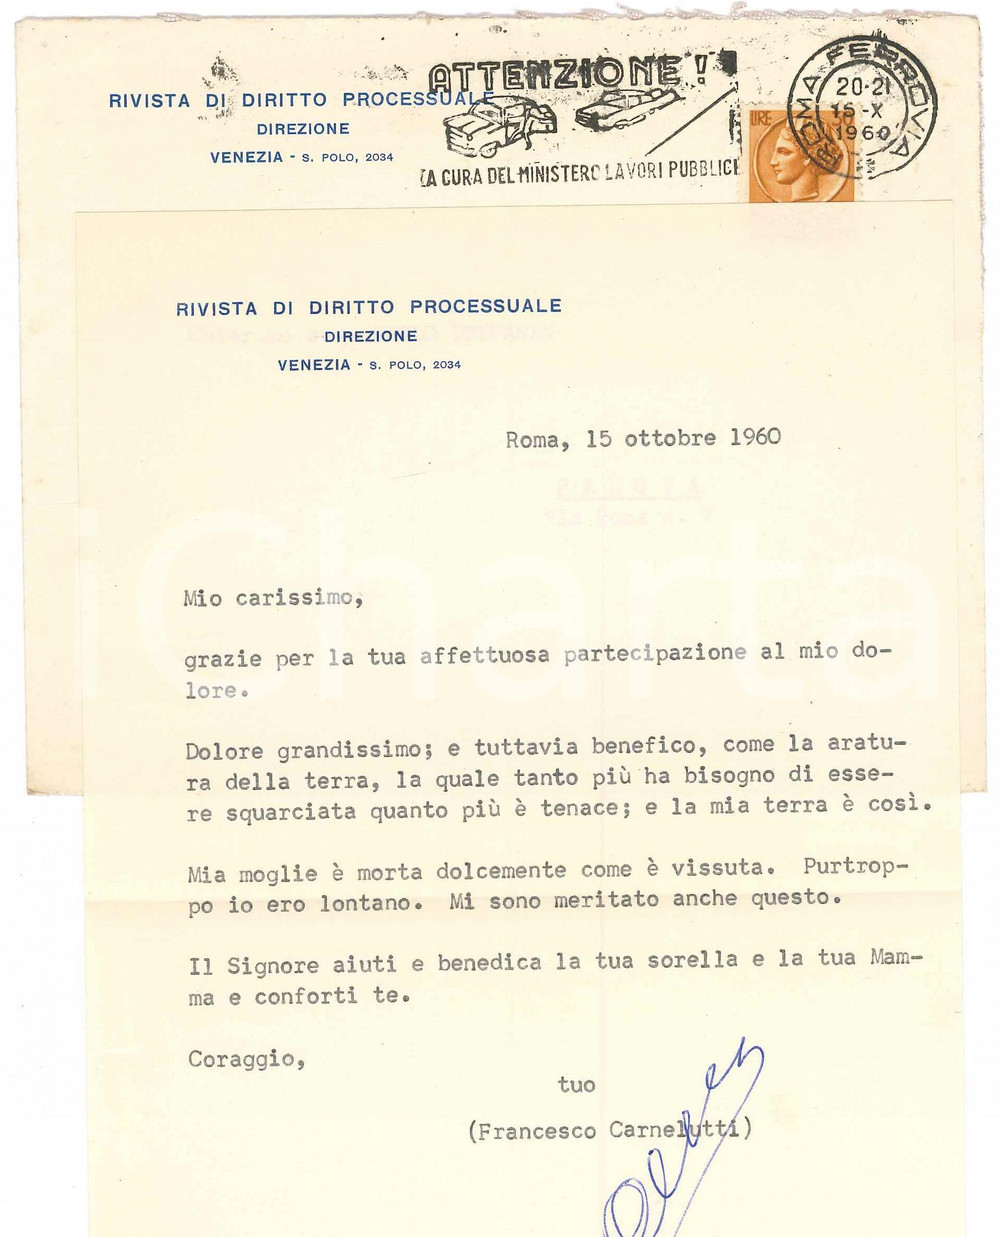 RIVISTA DI DIRITTO PROCESSUALE
DIREZIONE
VENEZIA - S. POLO, 2034
ATTENZIONE!
A CURA DEL MINISTERO LAVORI PUBBLICI
ROMA FERROVIA
20-21
15-X
1960
LIRE
RIVISTA DI DIRITTO PROCESSUALE
DIREZIONE
VENEZIA - S. POLO, 2034
Roma, 15 ottobre 1960
PADOVA
Mio carissimo,
grazie per la tua affettuosa partecipazione al mio do-
lore.
Dolore grandissimo; e tuttavia benefico, come la aratu-
ra della terra, la quale tanto più ha bisogno di esse-
re squarciata quanto più è tenace; e la mia terra è così.
Mia moglie è morta dolcemente come è vissuta. Purtrop-
po io ero lontano. Mi sono meritato anche questo.
Il Signore aiuti e benedica la tua sorella e la tua Mam-
ma e conforti te.
Coraggio,
tuo
(Francesco Carnelutti)
iCharta